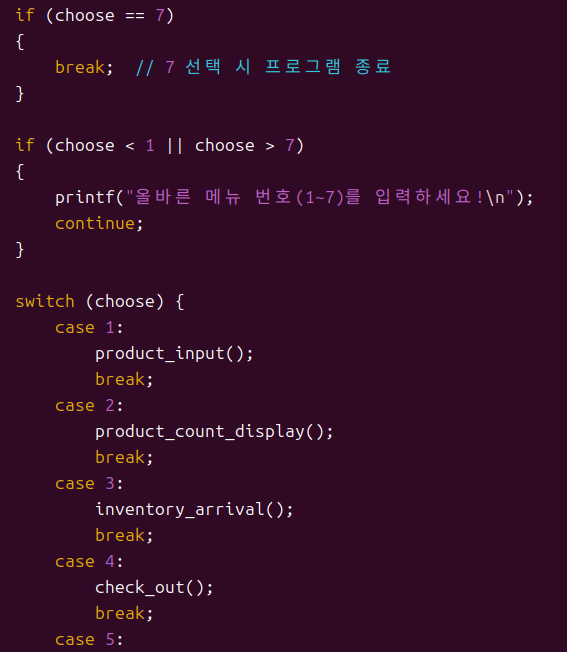 if (choose == 7)
{
break;  // 7 선택 시 프로그램 종료
}
if (choose < 1 || choose > 7)
{
printf("올바른 메뉴 번호(1~7)를 입력하세요!\n");
continue;
}
switch (choose) {
case 1:
product_input();
break;
case 2:
product_count_display();
break;
case 3:
inventory_arrival();
break;
case 4:
check_out();
break;
case 5: